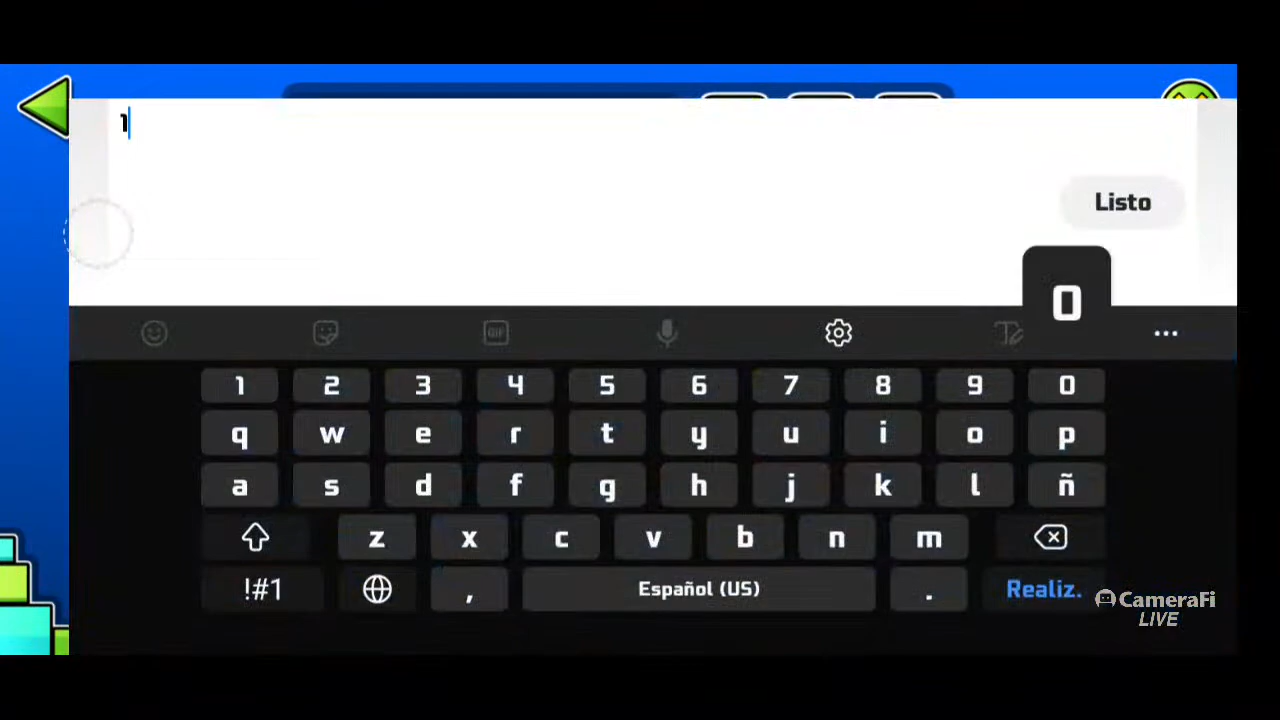 1
Listo
0
GIF
1 2 3 4 5 6 7 8 9 0
q w e r t y u i o p
a s d f g h j k l ñ
z x c v b n m
!#1 , Español (US) . Realiz.
CameraFi
LIVE